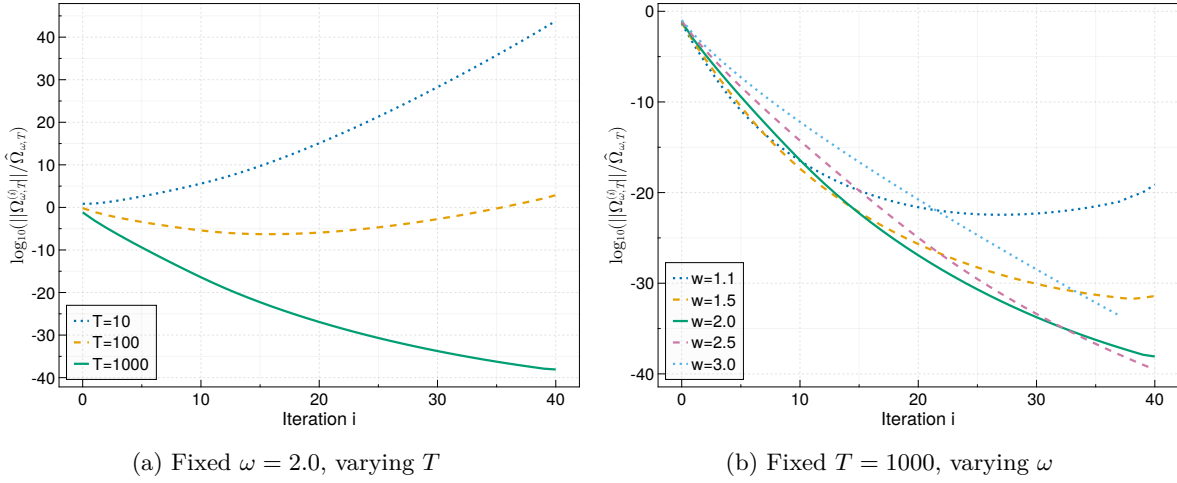 log₁₀(||Ω^{(i)}_{ω,T}||/Ω̂_{ω,T})
40
30
20
10
0
-10
-20
-30
-40
T=10
T=100
T=1000
0
10
20
30
40
Iteration i
(a) Fixed ω = 2.0, varying T
log₁₀(||Ω^{(i)}_{ω,T}||/Ω̂_{ω,T})
0
-10
-20
-30
-40
w=1.1
w=1.5
w=2.0
w=2.5
w=3.0
0
10
20
30
40
Iteration i
(b) Fixed T = 1000, varying ω